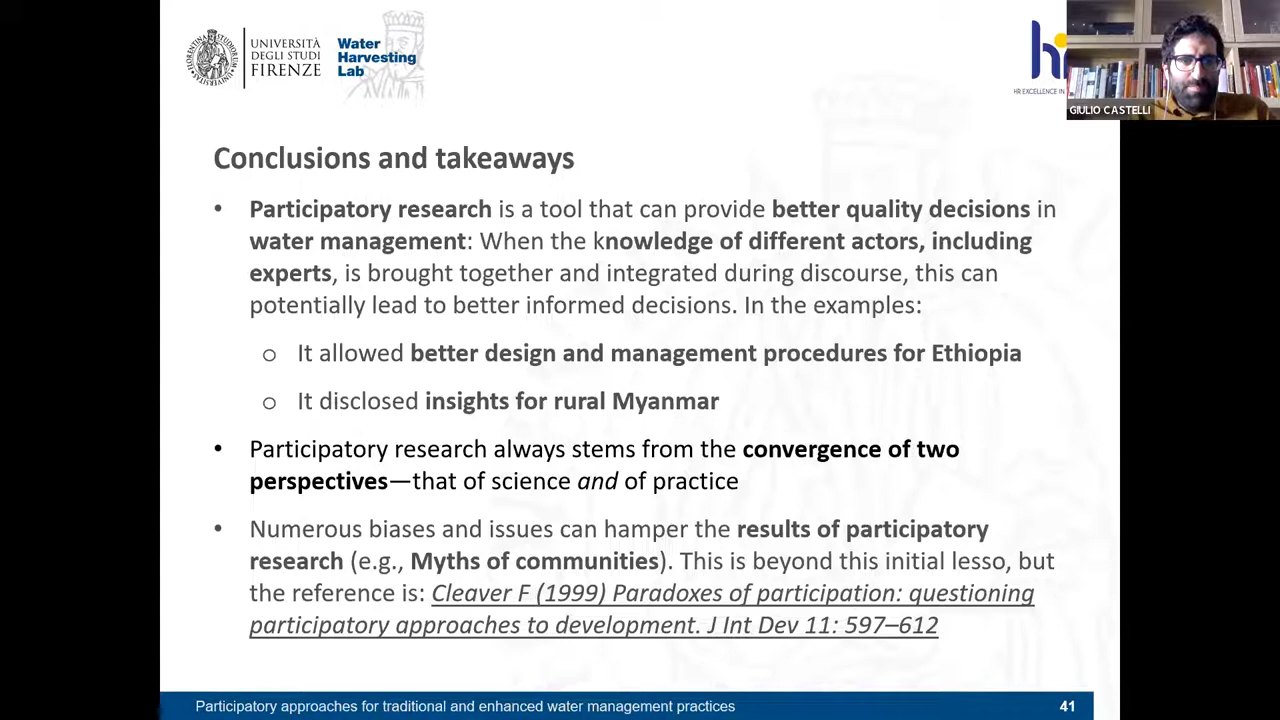 UNIVERSITÀ
DEGLI STUDI
FIRENZE
Water
Harvesting
Lab
HR EXCELLENCE IN
GIULIO CASTELLI
Conclusions and takeaways
• Participatory research is a tool that can provide better quality decisions in
water management: When the knowledge of different actors, including
experts, is brought together and integrated during discourse, this can
potentially lead to better informed decisions. In the examples:
o It allowed better design and management procedures for Ethiopia
o It disclosed insights for rural Myanmar
• Participatory research always stems from the convergence of two
perspectives—that of science and of practice
• Numerous biases and issues can hamper the results of participatory
research (e.g., Myths of communities). This is beyond this initial lesso, but
the reference is: Cleaver F (1999) Paradoxes of participation: questioning
participatory approaches to development. J Int Dev 11: 597–612
Participatory approaches for traditional and enhanced water management practices
41